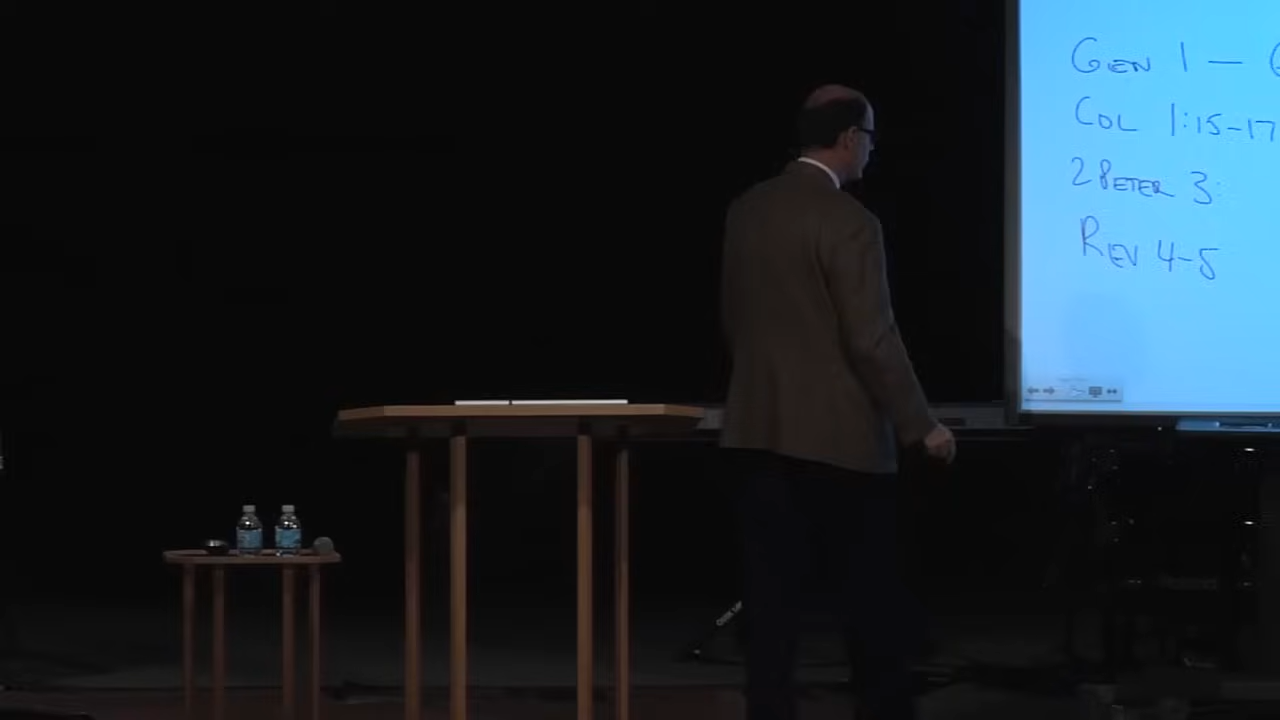 GEN 1 —
COL 1:15-17
2 PETER 3:
REV 4-5